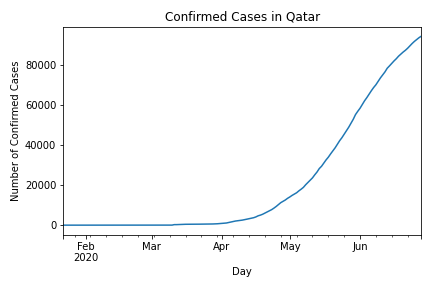 Confirmed Cases in Qatar
Number of Confirmed Cases
80000
60000
40000
20000
0
Feb
2020
Mar
Apr
May
Jun
Day